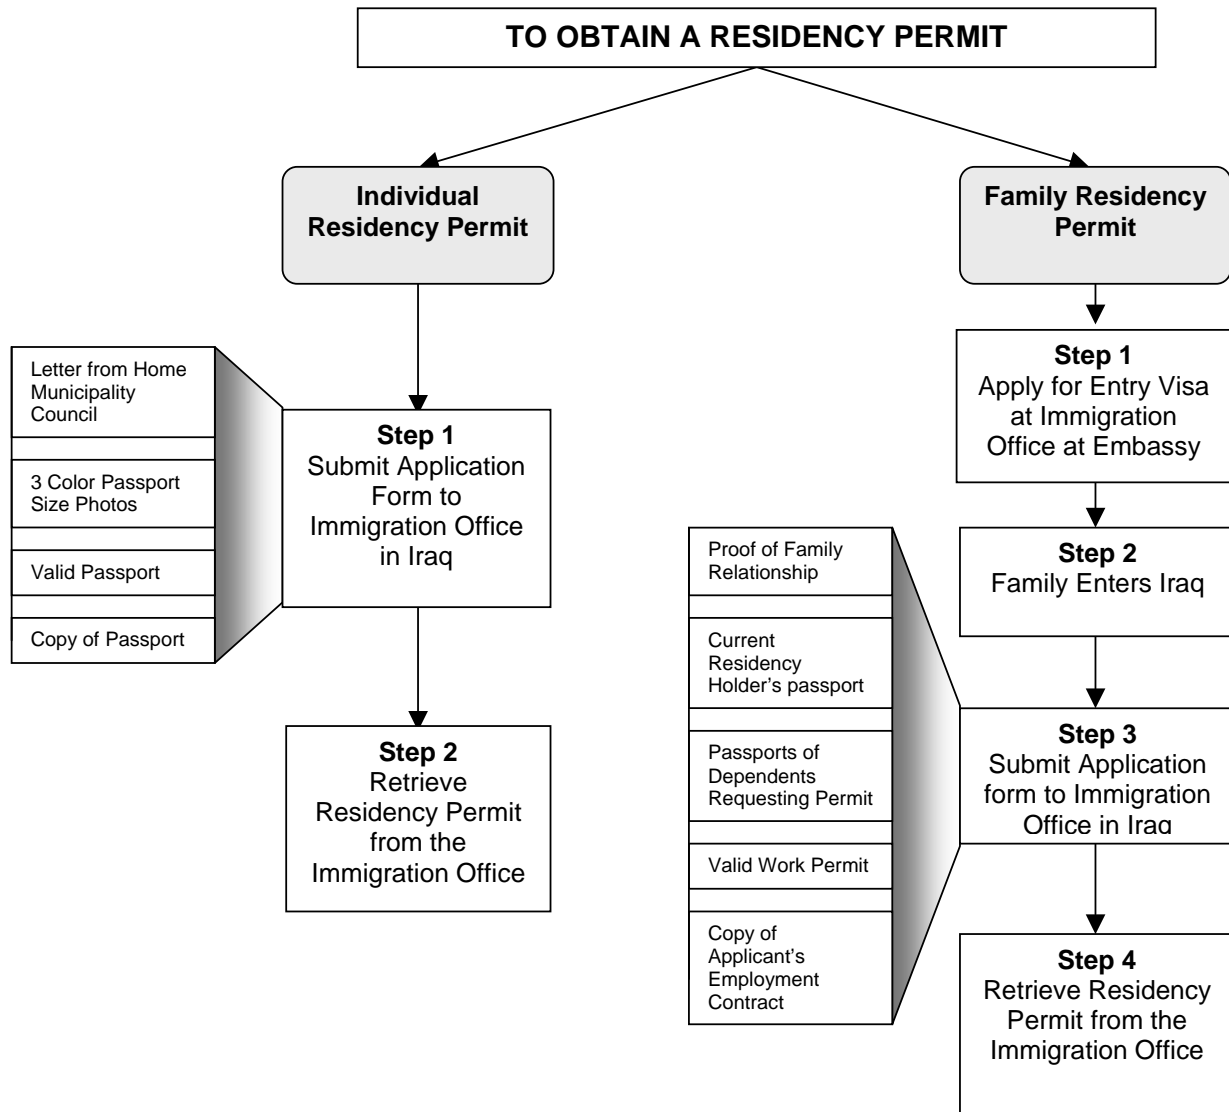 TO OBTAIN A RESIDENCY PERMIT
Individual
Residency Permit
Letter from Home
Municipality
Council
3 Color Passport
Size Photos
Valid Passport
Copy of Passport
Step 1
Submit Application
Form to
Immigration Office
in Iraq
Step 2
Retrieve
Residency Permit
from the
Immigration Office
Family Residency
Permit
Step 1
Apply for Entry Visa
at Immigration
Office at Embassy
Step 2
Family Enters Iraq
Proof of Family
Relationship
Current
Residency
Holder’s passport
Passports of
Dependents
Requesting Permit
Valid Work Permit
Copy of
Applicant’s
Employment
Contract
Step 3
Submit Application
form to Immigration
Office in Iraq
Step 4
Retrieve Residency
Permit from the
Immigration Office